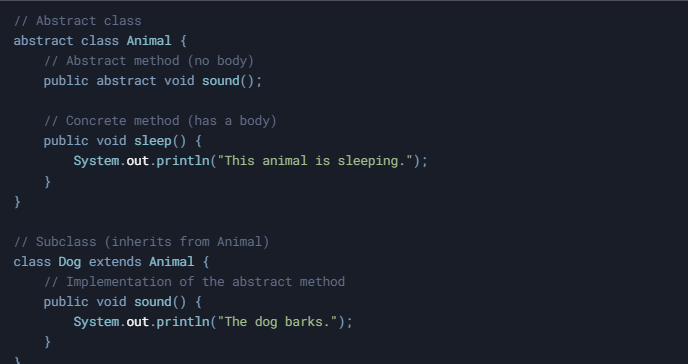 // Abstract class
abstract class Animal {
    // Abstract method (no body)
    public abstract void sound();

    // Concrete method (has a body)
    public void sleep() {
        System.out.println("This animal is sleeping.");
    }
}

// Subclass (inherits from Animal)
class Dog extends Animal {
    // Implementation of the abstract method
    public void sound() {
        System.out.println("The dog barks.");
    }
}